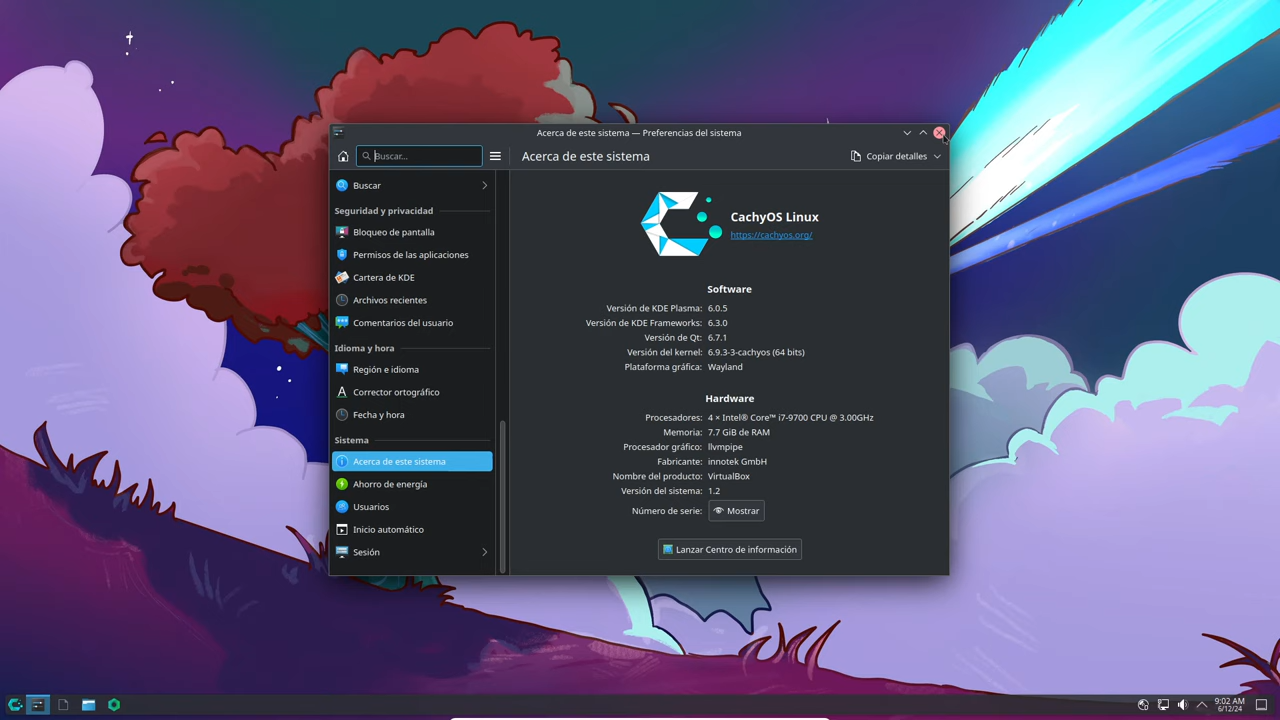 Acerca de este sistema — Preferencias del sistema
Buscar...
Acerca de este sistema
Copiar detalles
Buscar
Seguridad y privacidad
Bloqueo de pantalla
Permisos de las aplicaciones
Cartera de KDE
Archivos recientes
Comentarios del usuario
Idioma y hora
Región e idioma
Corrector ortográfico
Fecha y hora
Sistema
Acerca de este sistema
Ahorro de energía
Usuarios
Inicio automático
Sesión
CachyOS Linux
https://cachyos.org/
Software
Versión de KDE Plasma: 6.0.5
Versión de KDE Frameworks: 6.3.0
Versión de Qt: 6.7.1
Versión del kernel: 6.9.3-3-cachyos (64 bits)
Plataforma gráfica: Wayland
Hardware
Procesadores: 4 × Intel® Core™ i7-9700 CPU @ 3.00GHz
Memoria: 7.7 GiB de RAM
Procesador gráfico: llvmpipe
Fabricante: innotek GmbH
Nombre del producto: VirtualBox
Versión del sistema: 1.2
Número de serie: Mostrar
Lanzar Centro de información
9:02 AM
6/12/24